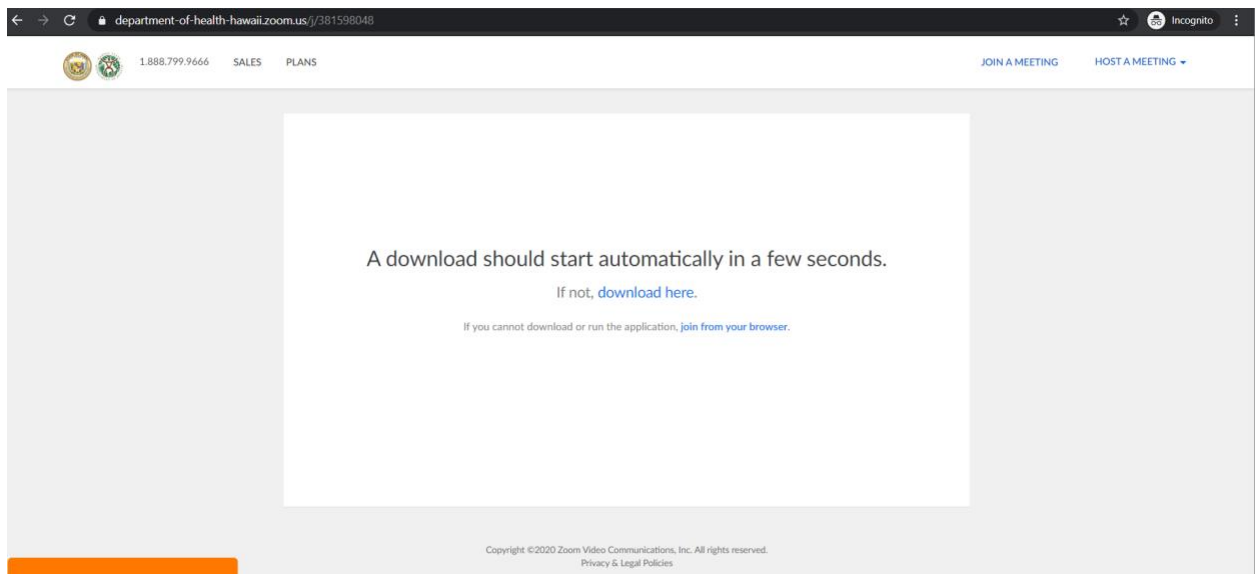 department-of-health-hawaii.zoom.us/j/381598048
Incognito
1.888.799.9666 SALES PLANS JOIN A MEETING HOST A MEETING
A download should start automatically in a few seconds.
If not, download here.
If you cannot download or run the application, join from your browser.
Copyright ©2020 Zoom Video Communications, Inc. All rights reserved.
Privacy & Legal Policies